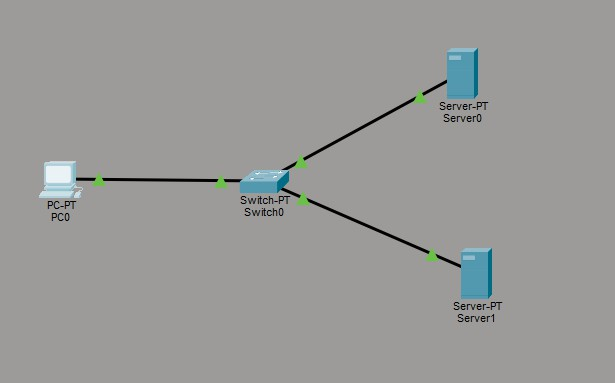 Server-PT
Server0
PC-PT
PC0
Switch-PT
Switch0
Server-PT
Server1